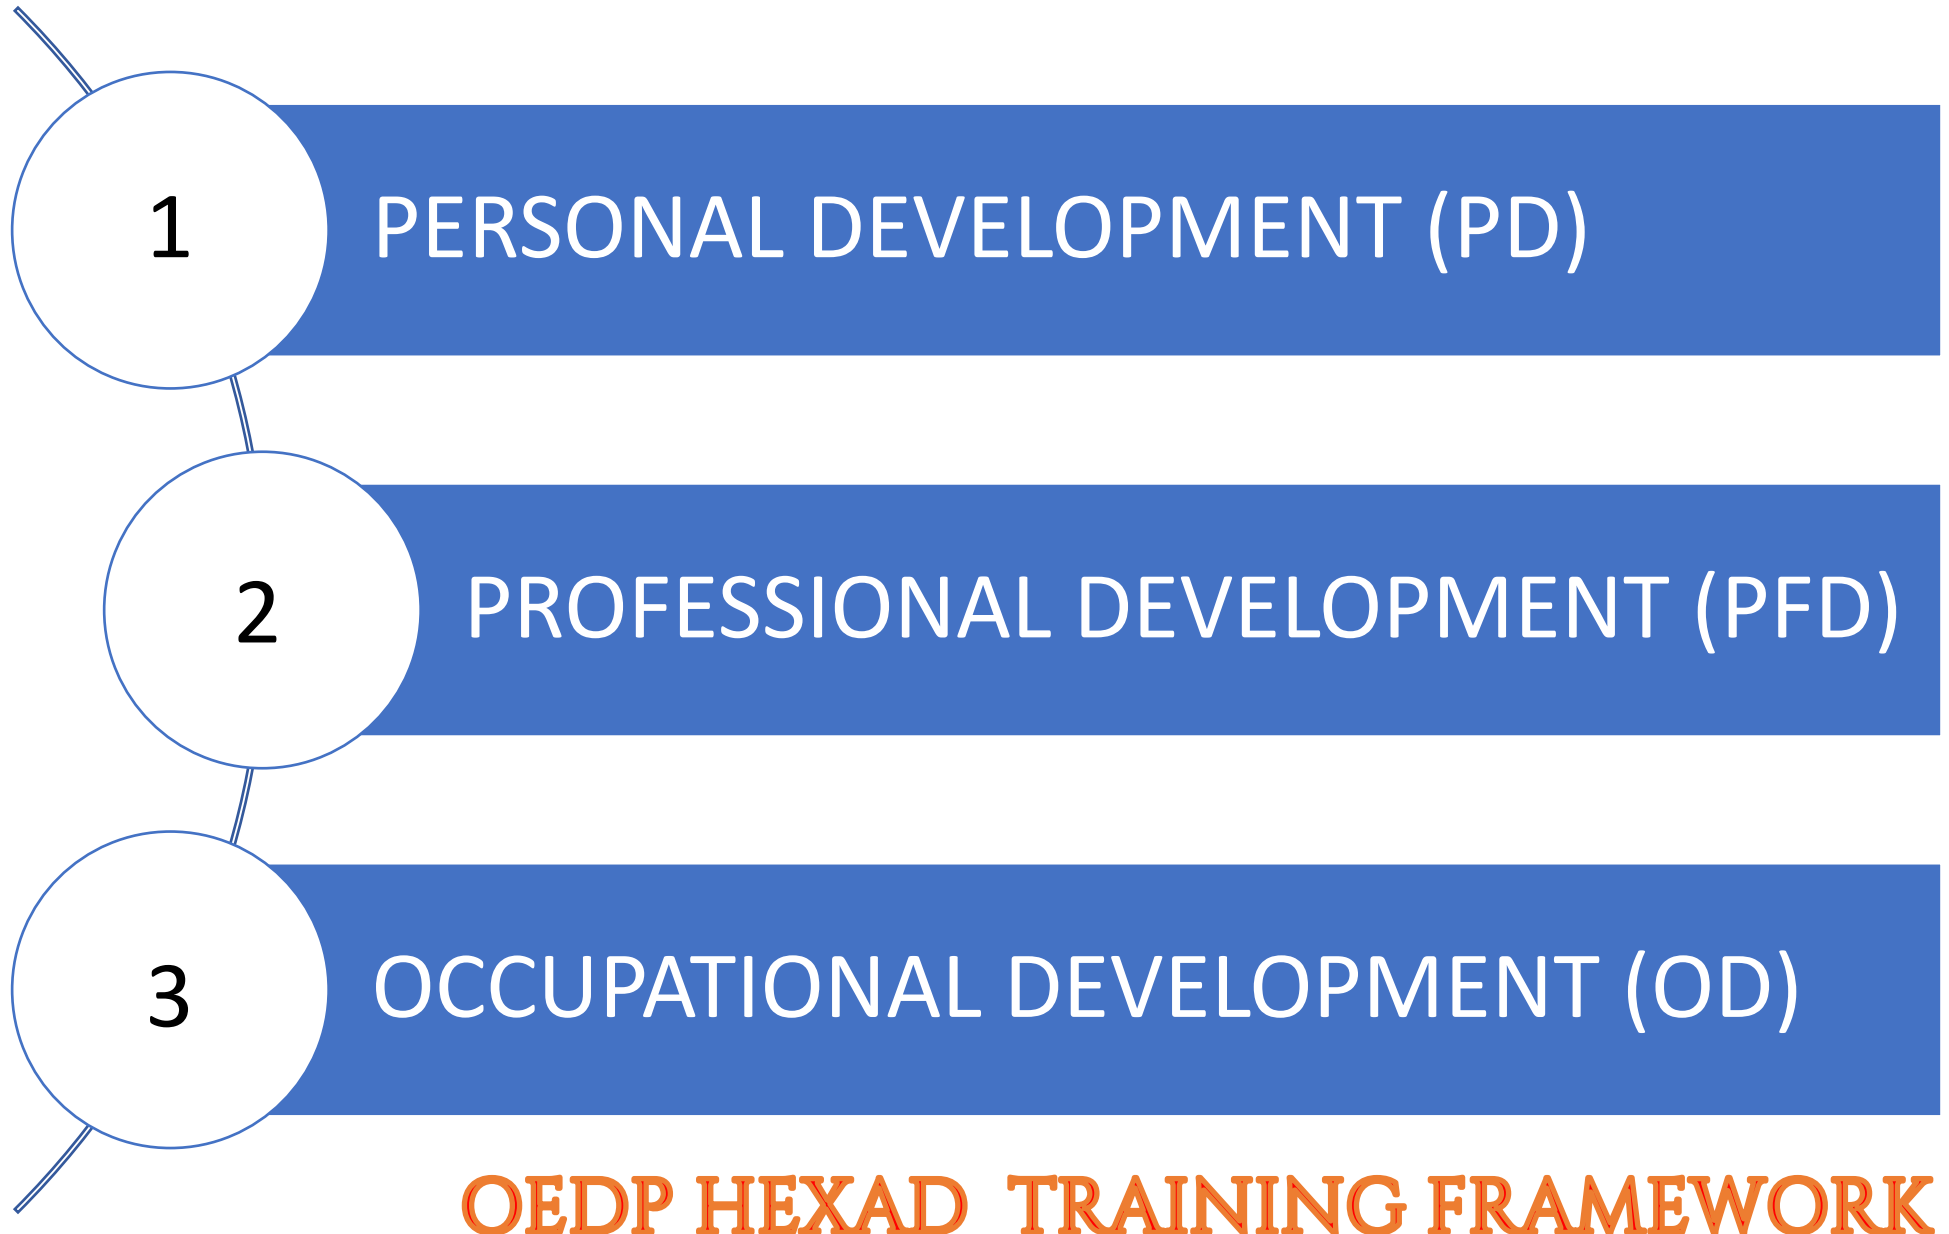 1
PERSONAL DEVELOPMENT (PD)
2
PROFESSIONAL DEVELOPMENT (PFD)
3
OCCUPATIONAL DEVELOPMENT (OD)
OEDP HEXAD TRAINING FRAMEWORK